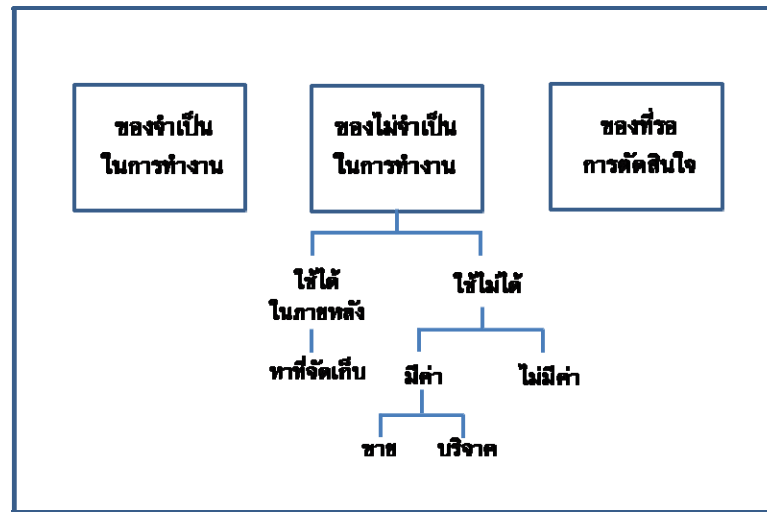 ของจำเป็น
ในการทำงาน
ของไม่จำเป็น
ในการทำงาน
ของที่รอ
การตัดสินใจ
ใช้ได้
ในภายหลัง
ใช้ไม่ได้
หาที่จัดเก็บ
มีค่า
ไม่มีค่า
ขาย
บริจาค